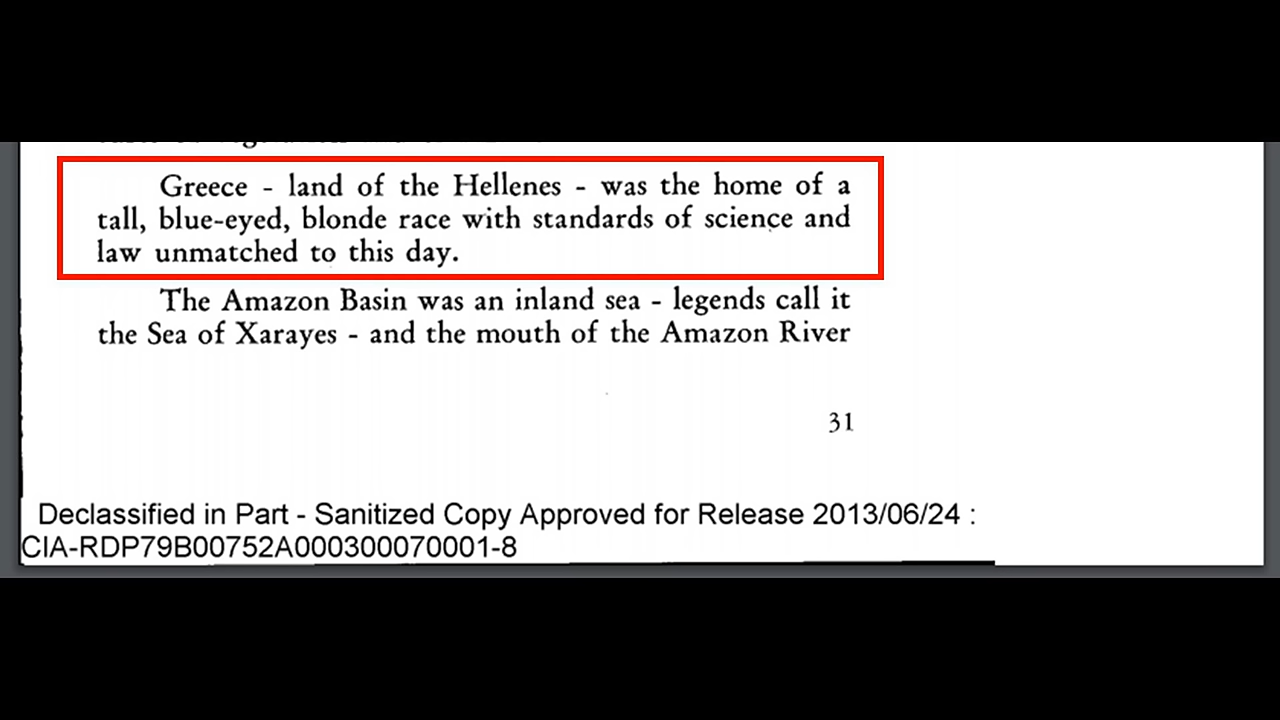 Greece - land of the Hellenes - was the home of a
tall, blue-eyed, blonde race with standards of science and
law unmatched to this day.
The Amazon Basin was an inland sea - legends call it
the Sea of Xarayes - and the mouth of the Amazon River
31
Declassified in Part - Sanitized Copy Approved for Release 2013/06/24 :
CIA-RDP79B00752A000300070001-8